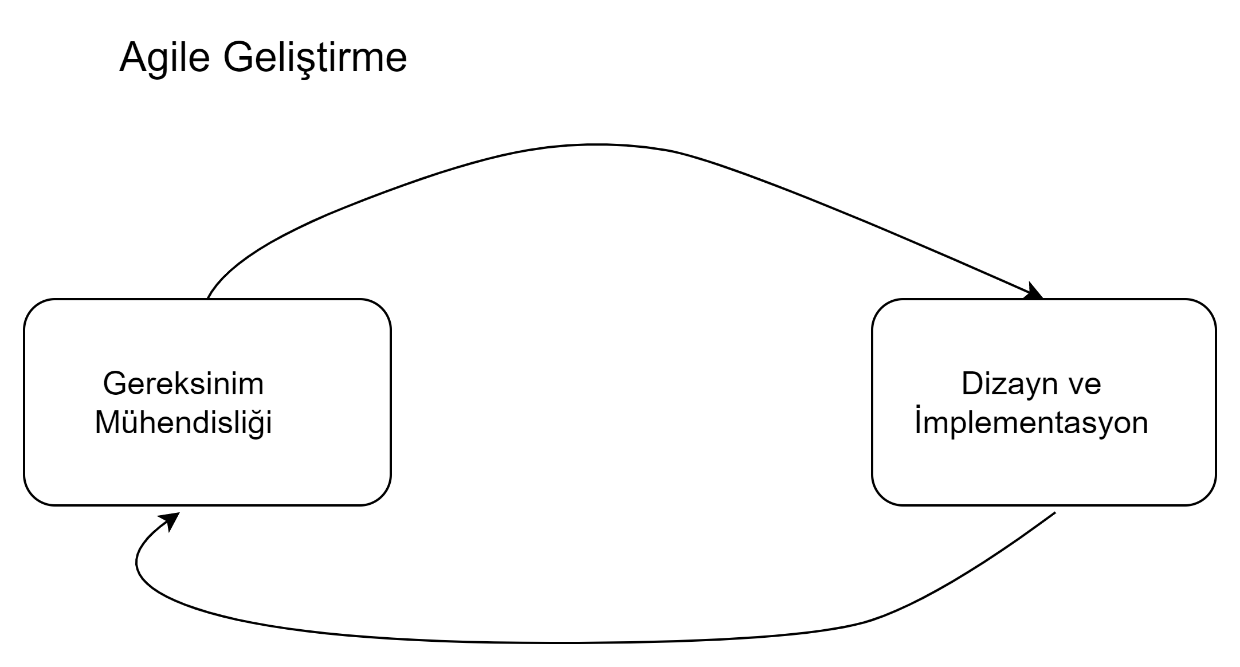 Agile Geliştirme
Gereksinim
Mühendisliği
Dizayn ve
İmplementasyon